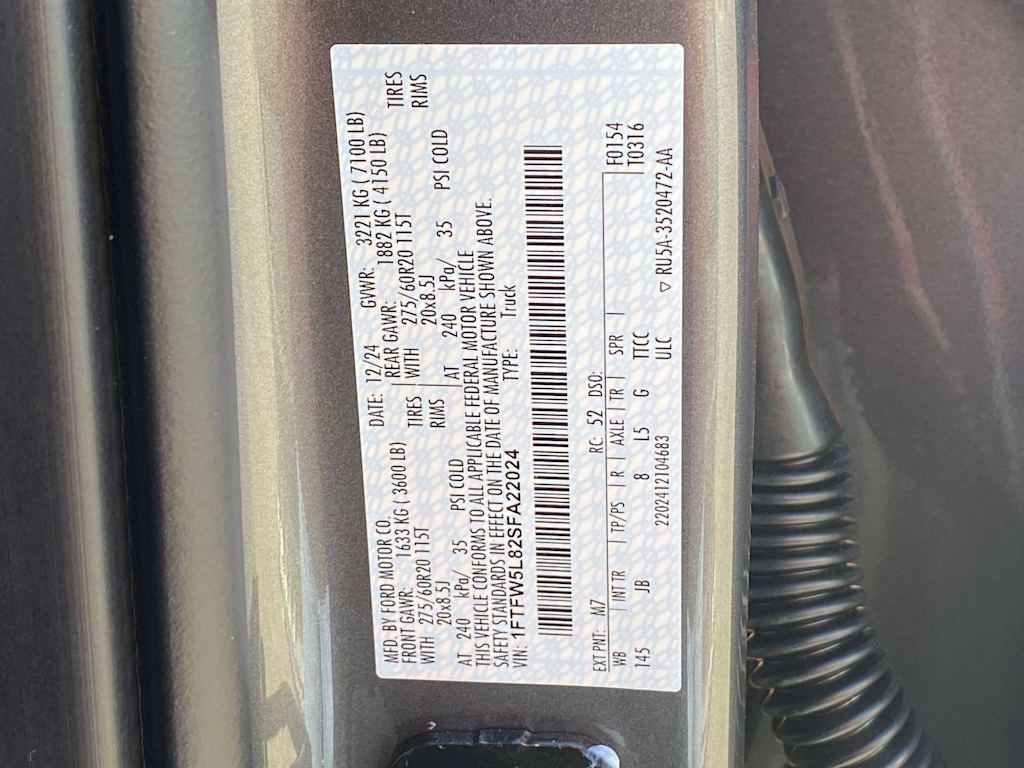 MFD. BY FORD MOTOR CO.
DATE: 12/24 GVWR: 3221 KG ( 7100 LB)
FRONT GAWR: 1633 KG ( 3600 LB) REAR GAWR: 1882 KG ( 4150 LB)
WITH 275/60R20 115T TIRES WITH 275/60R20 115T TIRES
20x8.5J RIMS 20x8.5J RIMS
AT 240 kPa/ 35 PSI COLD AT 240 kPa/ 35 PSI COLD
THIS VEHICLE CONFORMS TO ALL APPLICABLE FEDERAL MOTOR VEHICLE
SAFETY STANDARDS IN EFFECT ON THE DATE OF MANUFACTURE SHOWN ABOVE.
VIN: 1FTFW5L82SFA22024 TYPE: Truck
EXT PNT: M7 RC: 52 DSO: F0154
WB INT TR TP/PS R AXLE TR SPR T0316
145 JB 8 L5 G TTCC
ULC
2202412104683 ▽ RU5A-3520472-AA